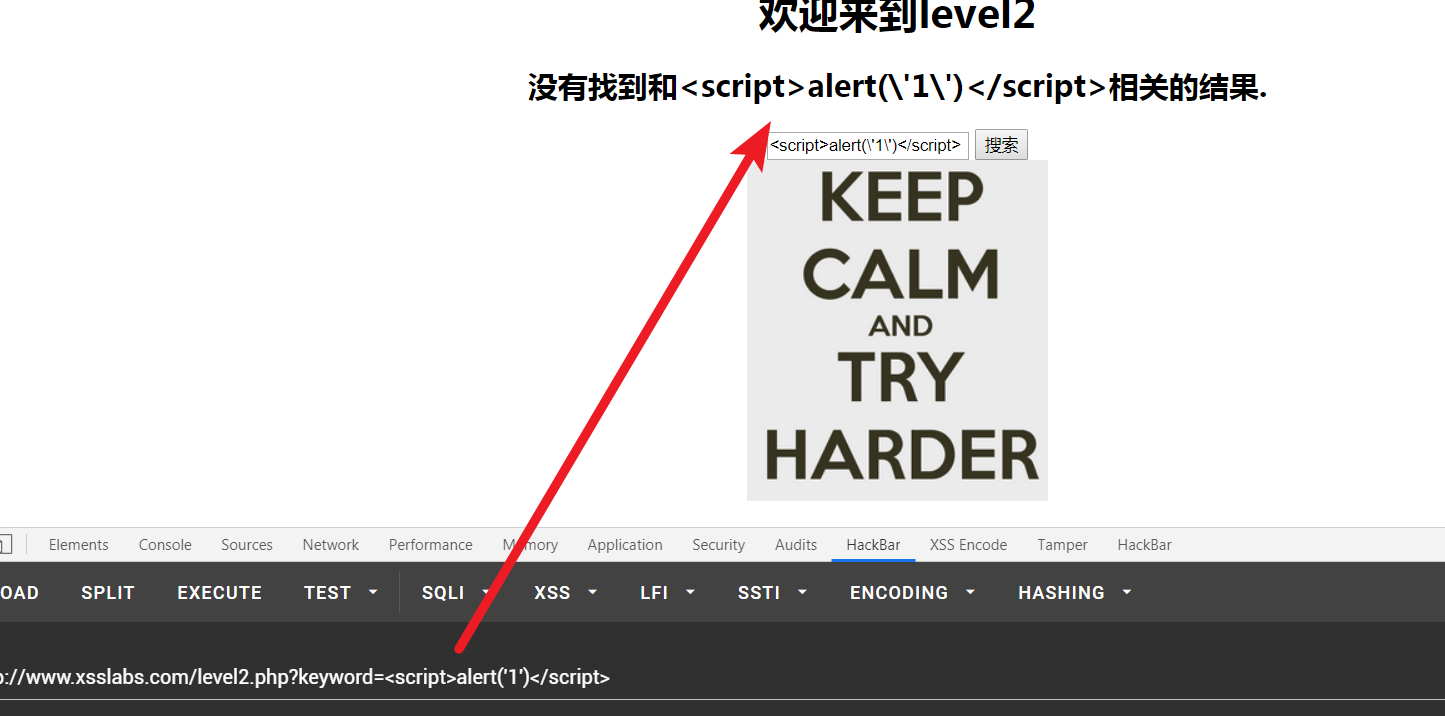 欢迎来到level2
没有找到和<script>alert(\'1\')</script>相关的结果.
<script>alert(\'1\')</script> 搜索
KEEP
CALM
AND
TRY
HARDER
Elements Console Sources Network Performance Memory Application Security Audits HackBar XSS Encode Tamper HackBar
OAD SPLIT EXECUTE TEST SQLI XSS LFI SSTI ENCODING HASHING
p://www.xsslabs.com/level2.php?keyword=<script>alert('1')</script>